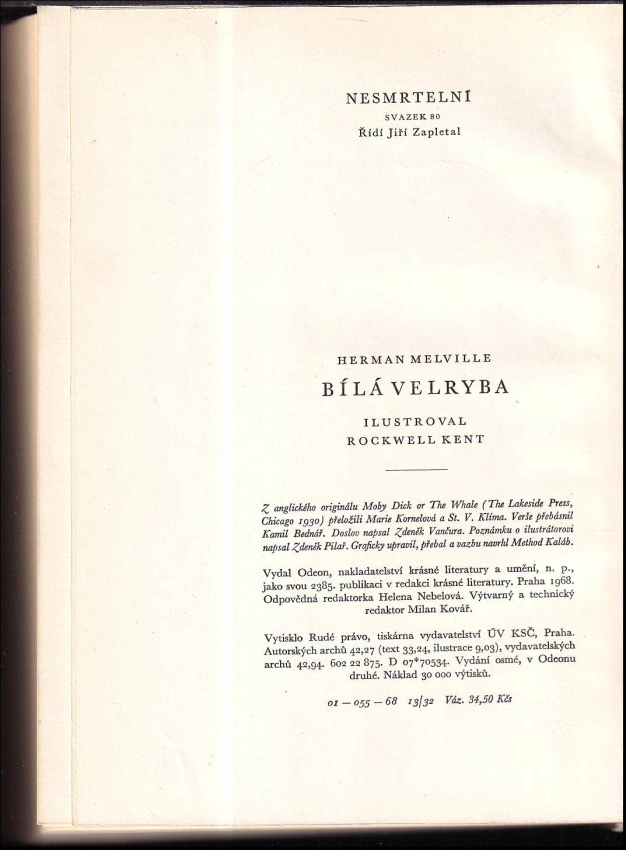 NESMRTELNÍ
SVAZEK 80
Řídí Jiří Zapletal
HERMAN MELVILLE
BÍLÁ VELRYBA
ILUSTROVAL
ROCKWELL KENT
Z anglického originálu Moby Dick or The Whale (The Lakeside Press,
Chicago 1930) přeložili Marie Kornelová a St. V. Klíma. Verše přebásnil
Kamil Bednář. Doslov napsal Zdeněk Vančura. Poznámku o ilustrátorovi
napsal Zdeněk Pilař. Graficky upravil, přebal a vazbu navrhl Method Kaláb.
Vydal Odeon, nakladatelství krásné literatury a umění, n. p.,
jako svou 2385. publikaci v redakci krásné literatury. Praha 1968.
Odpovědná redaktorka Helena Nebelová. Výtvarný a technický
redaktor Milan Kovář.
Vytisklo Rudé právo, tiskárna vydavatelství ÚV KSČ, Praha.
Autorských archů 42,27 (text 33,24, ilustrace 9,03), vydavatelských
archů 42,94. 602 22 875. D 07*70534. Vydání osmé, v Odeonu
druhé. Náklad 30 000 výtisků.
01 — 055 — 68 13/32 Váz. 34,50 Kčs